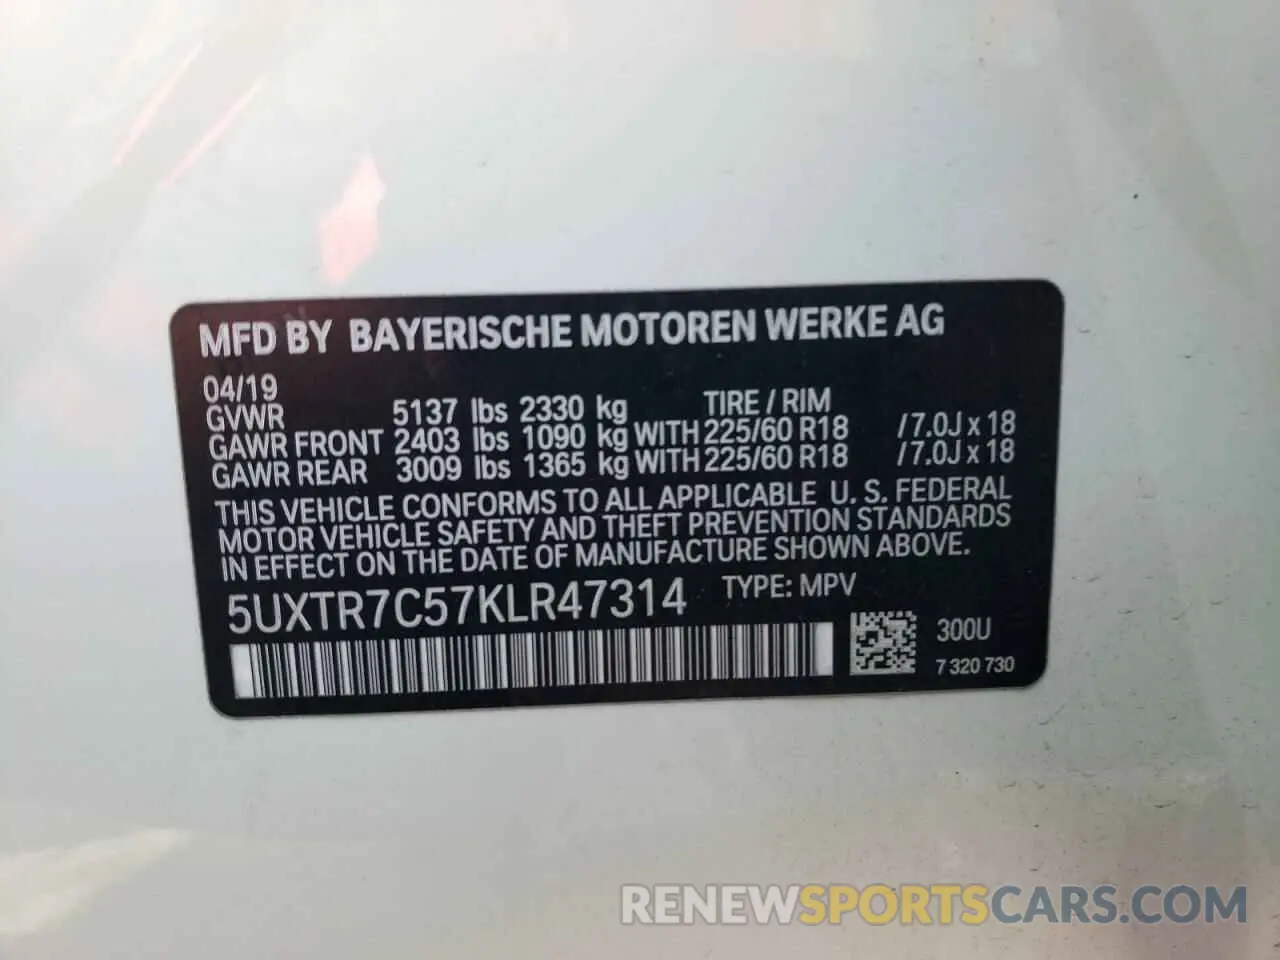 MFD BY BAYERISCHE MOTOREN WERKE AG
04/19
GVWR 5137 lbs 2330 kg TIRE / RIM
GAWR FRONT 2403 lbs 1090 kg WITH 225/60 R18 /7.0J x 18
GAWR REAR 3009 lbs 1365 kg WITH 225/60 R18 /7.0J x 18
THIS VEHICLE CONFORMS TO ALL APPLICABLE U. S. FEDERAL
MOTOR VEHICLE SAFETY AND THEFT PREVENTION STANDARDS
IN EFFECT ON THE DATE OF MANUFACTURE SHOWN ABOVE.
5UXTR7C57KLR47314 TYPE: MPV
300U
7 320 730
RENEWSPORTSCARS.COM